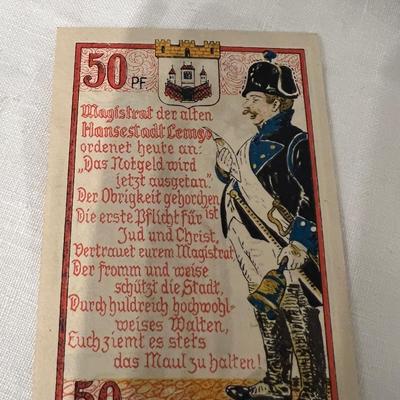 50 PF
Magistrat der alten
Hansestadt Lemgo
ordenet heute an:
„Das Notgeld wird
jetzt ausgetan."
Der Obrigkeit gehorchen
Die erste Pflicht für ist
Jud und Christ,
Vertrauet eurem Magistrat
Der fromm und weise
schützt die Stadt,
Durch huldreich hochwohl-
weises Walten,
Euch ziemt es stets
das Maul zu halten!
50